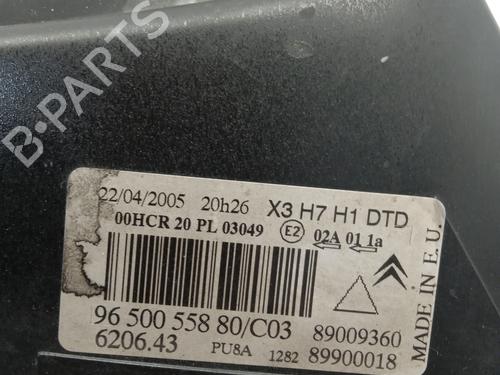 B-PARTS
22/04/2005 20h26 X3 H7 H1 DTD
00HCR 20 PL 03049 E2 02A 01 1a
96 500 558 80/C03 89009360
6206.43 PU8A 1282 89900018
MADE IN E.U.